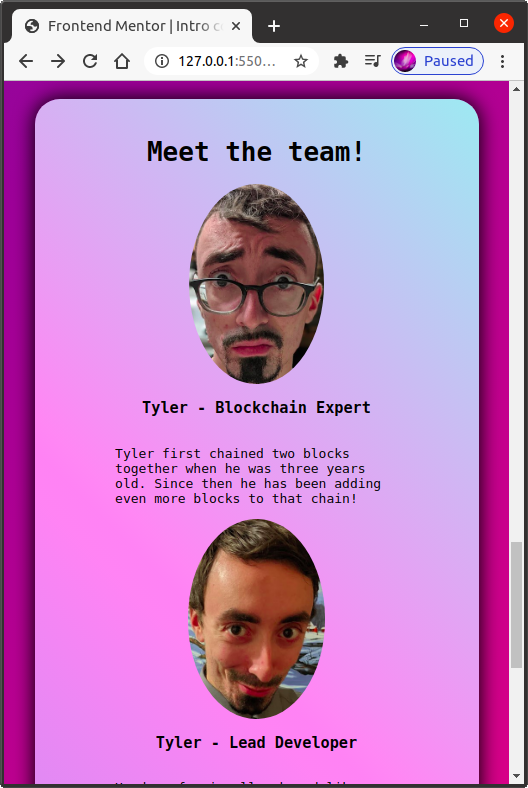 Frontend Mentor | Intro c
127.0.0.1:550…
Paused
Meet the team!
Tyler - Blockchain Expert
Tyler first chained two blocks
together when he was three years
old. Since then he has been adding
even more blocks to that chain!
Tyler - Lead Developer